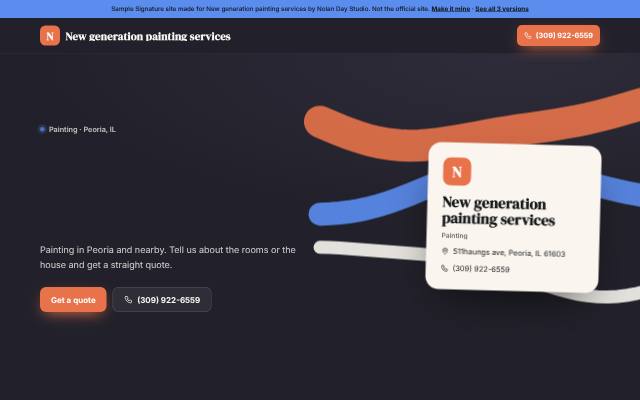 Sample Signature site made for New generation painting services by Nolan Day Studio. Not the official site. Make it mine · See all 3 versions
N New generation painting services
(309) 922-6559
Painting · Peoria, IL
N
New generation
painting services
Painting
511haungs ave, Peoria, IL 61603
(309) 922-6559
Painting in Peoria and nearby. Tell us about the rooms or the
house and get a straight quote.
Get a quote
(309) 922-6559